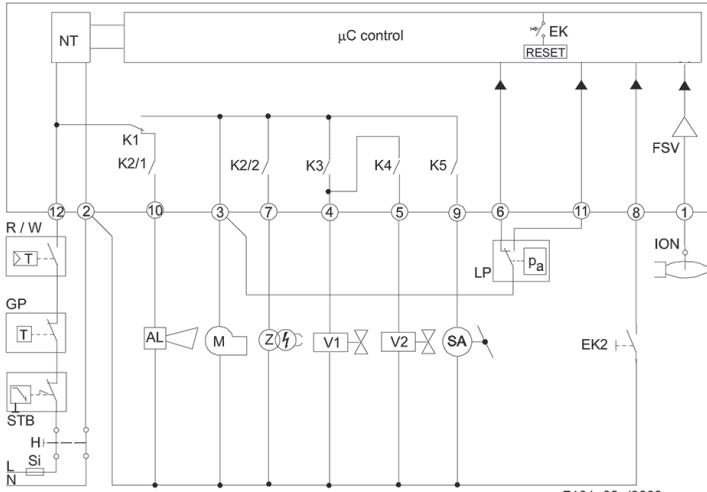 NT
µC control
EK
RESET
K1
K2/1
K2/2
K3
K4
K5
FSV
12
2
10
3
7
4
5
9
6
11
8
1
R / W
T
LP
pa
ION
GP
T
AL
M
Z
V1
V2
SA
EK2
STB
H
Si
L
N